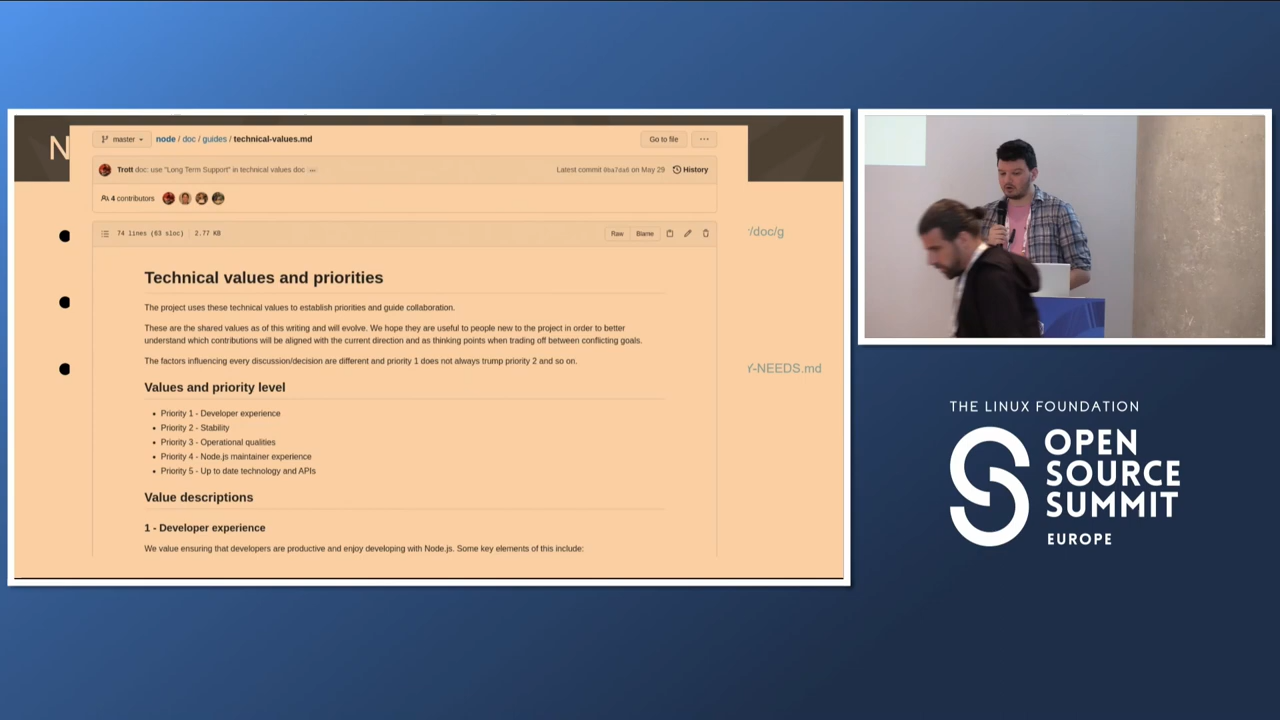 N
master
node / doc / guides / technical-values.md
Go to file
Trott doc: use "Long Term Support" in technical values doc
Latest commit on May 29
History
4 contributors
74 lines (63 sloc) 2.77 KB
Raw
Blame
/doc/g
Technical values and priorities
The project uses these technical values to establish priorities and guide collaboration.
These are the shared values as of this writing and will evolve. We hope they are useful to people new to the project in order to better
understand which contributions will be aligned with the current direction and as thinking points when trading off between conflicting goals.
The factors influencing every discussion/decision are different and priority 1 does not always trump priority 2 and so on.
Y-NEEDS.md
Values and priority level
Priority 1 - Developer experience
Priority 2 - Stability
Priority 3 - Operational qualities
Priority 4 - Node.js maintainer experience
Priority 5 - Up to date technology and APIs
Value descriptions
1 - Developer experience
We value ensuring that developers are productive and enjoy developing with Node.js. Some key elements of this include:
THE LINUX FOUNDATION
OPEN
SOURCE
SUMMIT
EUROPE